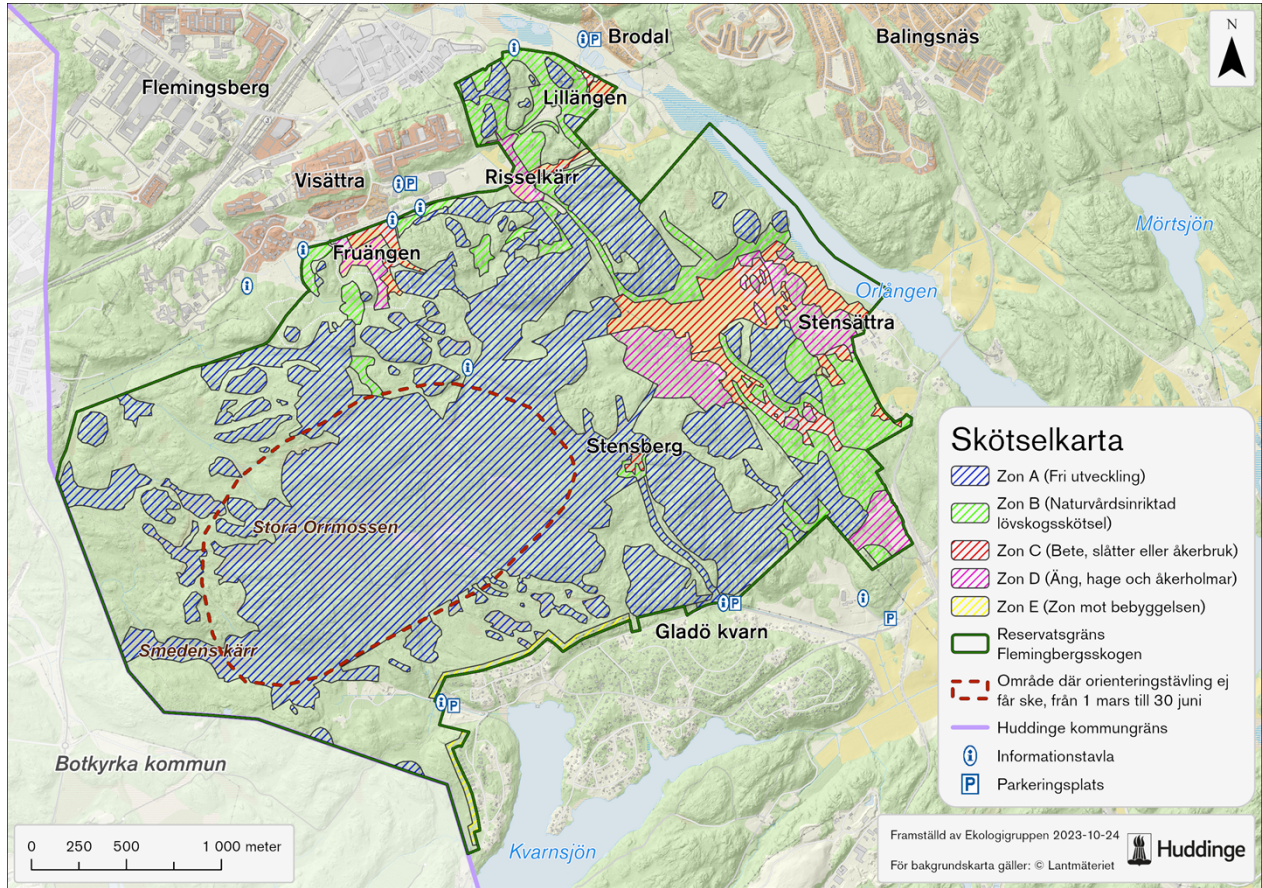 Brodal
Balingsnäs
N
Flemingsberg
Lillängen
Visättra
Risselkärr
Mörtsjön
Fruängen
Orlången
Stensättra
Stensberg
Stora Orrmossen
Smedens kärr
Gladö kvarn
Botkyrka kommun
Kvarnsjön
Skötselkarta
Zon A (Fri utveckling)
Zon B (Naturvårdsinriktad
lövskogsskötsel)
Zon C (Bete, slåtter eller åkerbruk)
Zon D (Äng, hage och åkerholmar)
Zon E (Zon mot bebyggelsen)
Reservatsgräns
Flemingbergsskogen
Område där orienteringstävling ej
får ske, från 1 mars till 30 juni
Huddinge kommungräns
i Informationstavla
P Parkeringsplats
0 250 500 1 000 meter
Framställd av Ekologigruppen 2023-10-24
För bakgrundskarta gäller: © Lantmäteriet
Huddinge